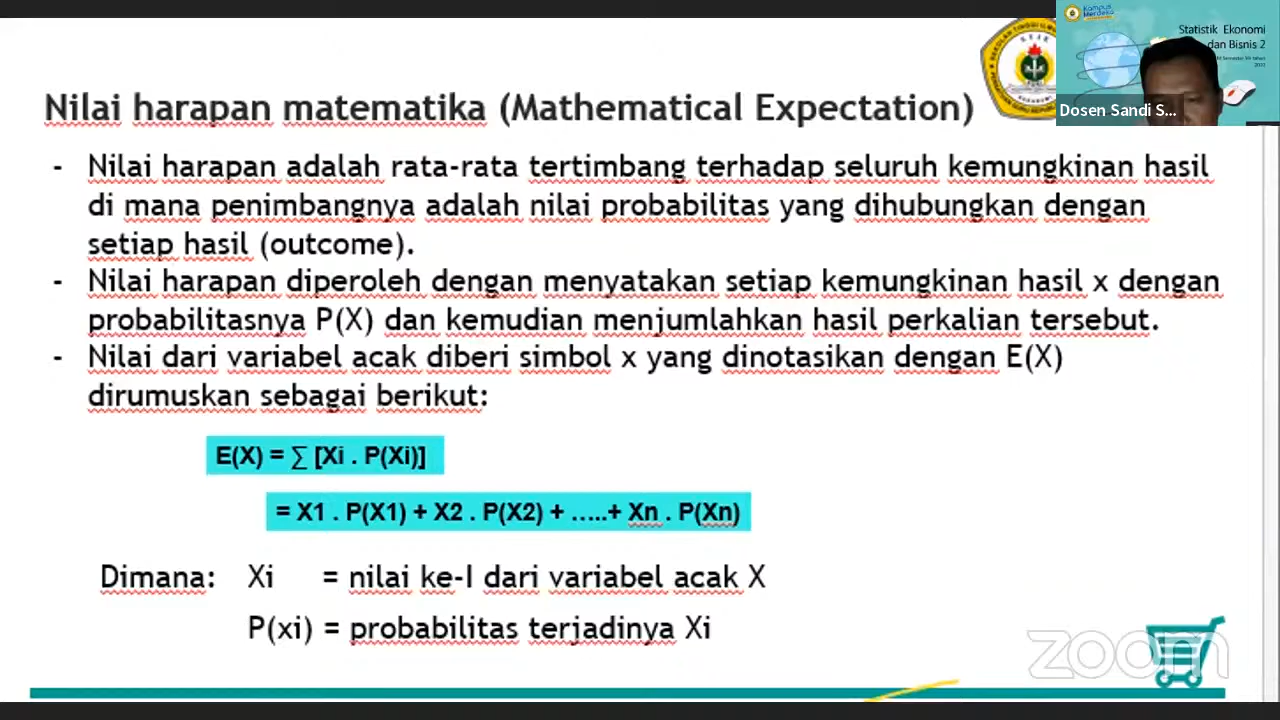 Kampus
Merdeka
Statistik Ekonomi
dan Bisnis 2
Dosen Sandi S...
Nilai harapan matematika (Mathematical Expectation)
- Nilai harapan adalah rata-rata tertimbang terhadap seluruh kemungkinan hasil
di mana penimbangnya adalah nilai probabilitas yang dihubungkan dengan
setiap hasil (outcome).
- Nilai harapan diperoleh dengan menyatakan setiap kemungkinan hasil x dengan
probabilitasnya P(X) dan kemudian menjumlahkan hasil perkalian tersebut.
- Nilai dari variabel acak diberi simbol x yang dinotasikan dengan E(X)
dirumuskan sebagai berikut:
E(X) = ∑ [Xi . P(Xi)]
= X1 . P(X1) + X2 . P(X2) + .....+ Xn . P(Xn)
Dimana: Xi = nilai ke-I dari variabel acak X
P(xi) = probabilitas terjadinya Xi
zoom